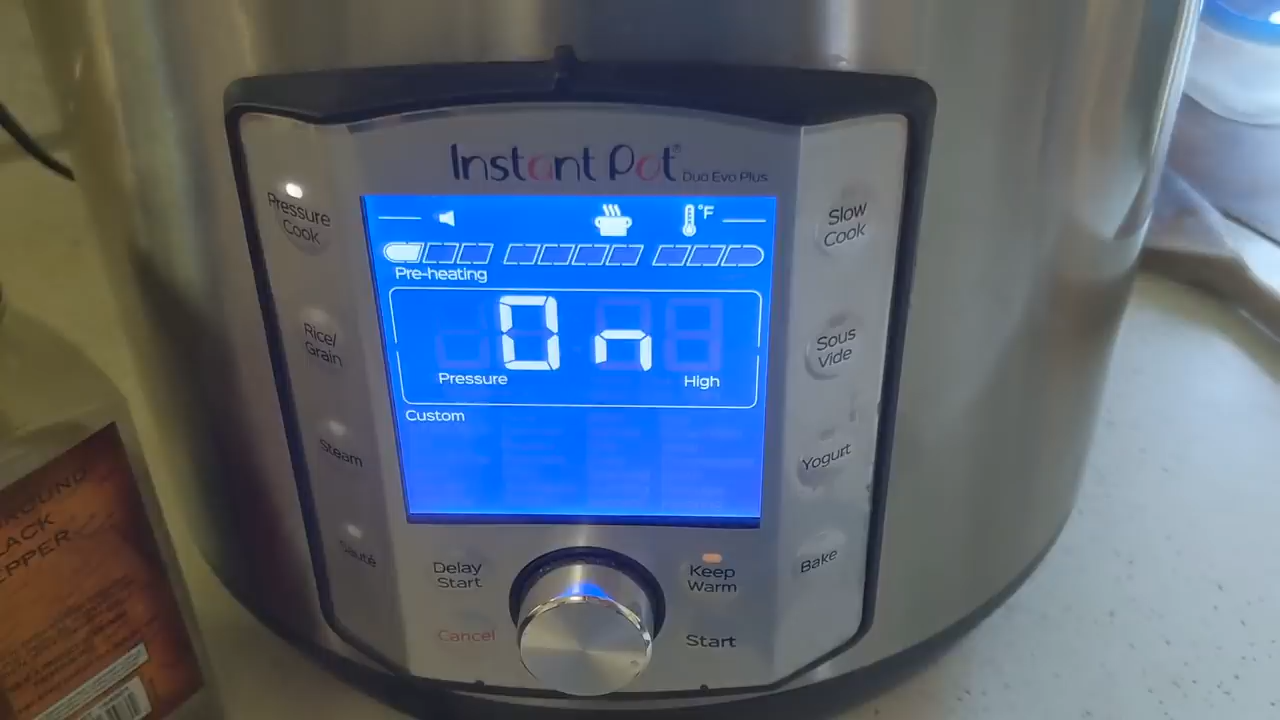 Instant Pot®
Duo Evo Plus
Pressure
Cook
Rice/
Grain
Steam
Sauté
°F
Pre-heating
On
Pressure High
Custom
Slow
Cook
Sous
Vide
Yogurt
Bake
Delay
Start
Keep
Warm
Cancel
Start